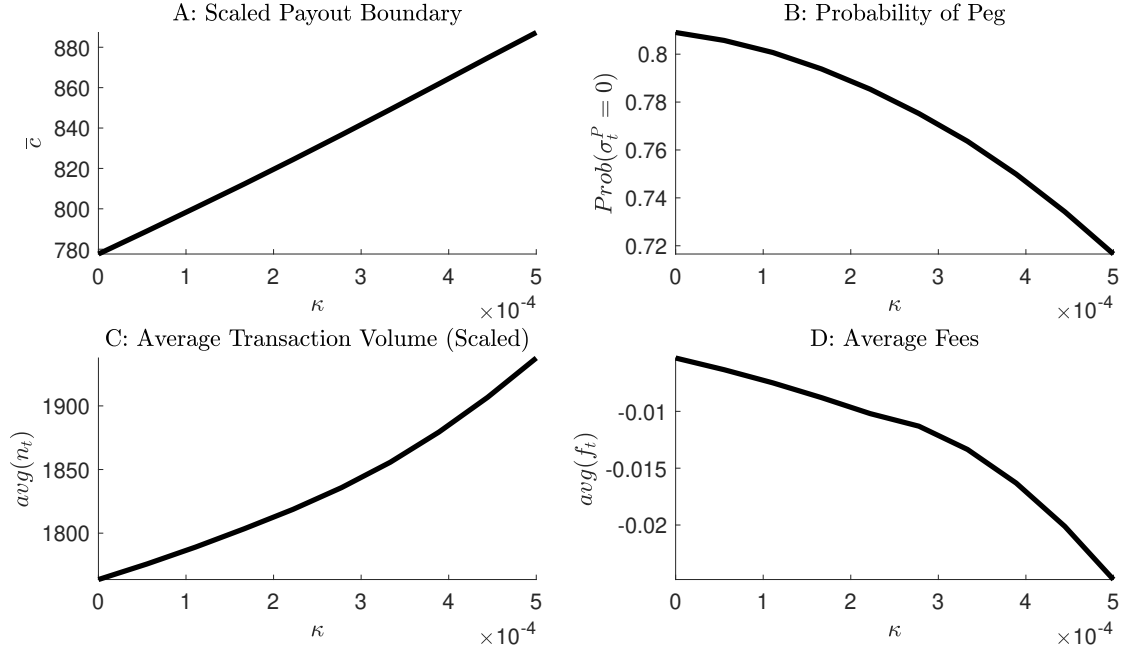 A: Scaled Payout Boundary
880
860
840
820
800
780
c̅
0 1 2 3 4 5
κ
×10⁻⁴
B: Probability of Peg
0.8
0.78
0.76
0.74
0.72
Prob(σₜᴾ = 0)
0 1 2 3 4 5
κ
×10⁻⁴
C: Average Transaction Volume (Scaled)
1900
1850
1800
avg(nₜ)
0 1 2 3 4 5
κ
×10⁻⁴
D: Average Fees
-0.01
-0.015
-0.02
avg(fₜ)
0 1 2 3 4 5
κ
×10⁻⁴